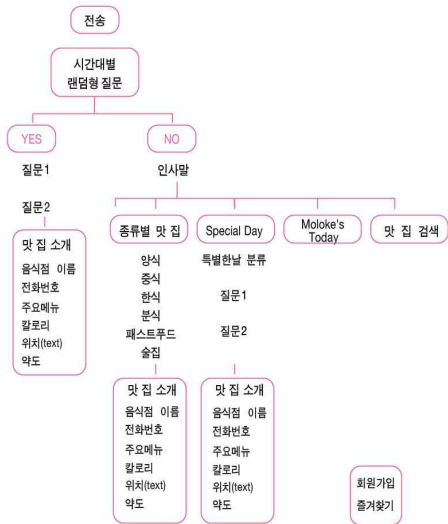 전송
시간대별
랜덤형 질문
YES
NO
질문1
인사말
질문2
맛 집 소개
음식점 이름
전화번호
주요메뉴
칼로리
위치(text)
약도
종류별 맛 집
양식
중식
한식
분식
패스트푸드
술집
맛 집 소개
음식점 이름
전화번호
주요메뉴
칼로리
위치(text)
약도
Special Day
특별한날 분류
질문1
질문2
맛 집 소개
음식점 이름
전화번호
주요메뉴
칼로리
위치(text)
약도
Moloke's
Today
맛 집 검색
회원가입
즐겨찾기